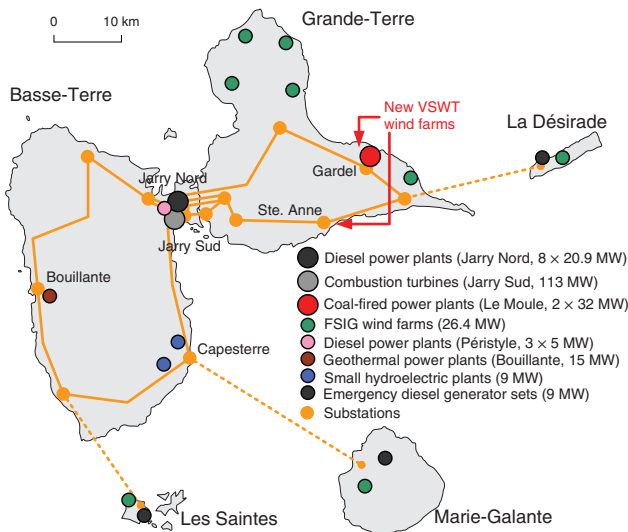 Grande-Terre
0 10 km
Basse-Terre
New VSWT
wind farms
La Désirade
Jarry Nord
Gardel
Ste. Anne
Jarry Sud
Bouillante
Capesterre
Diesel power plants (Jarry Nord, 8 × 20.9 MW)
Combustion turbines (Jarry Sud, 113 MW)
Coal-fired power plants (Le Moule, 2 × 32 MW)
FSIG wind farms (26.4 MW)
Diesel power plants (Péristyle, 3 × 5 MW)
Geothermal power plants (Bouillante, 15 MW)
Small hydroelectric plants (9 MW)
Emergency diesel generator sets (9 MW)
Substations
Les Saintes
Marie-Galante